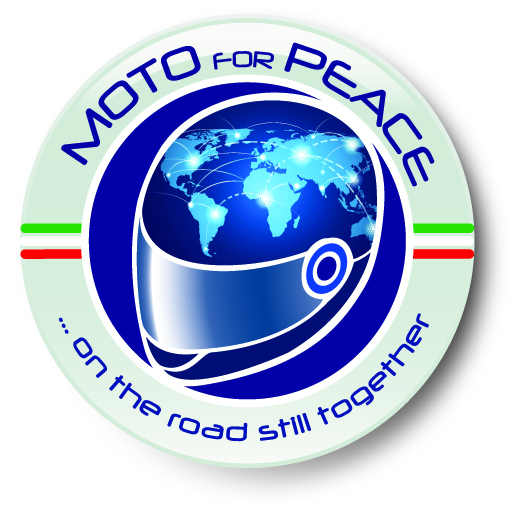 MOTO FOR PEACE
... on the road still together